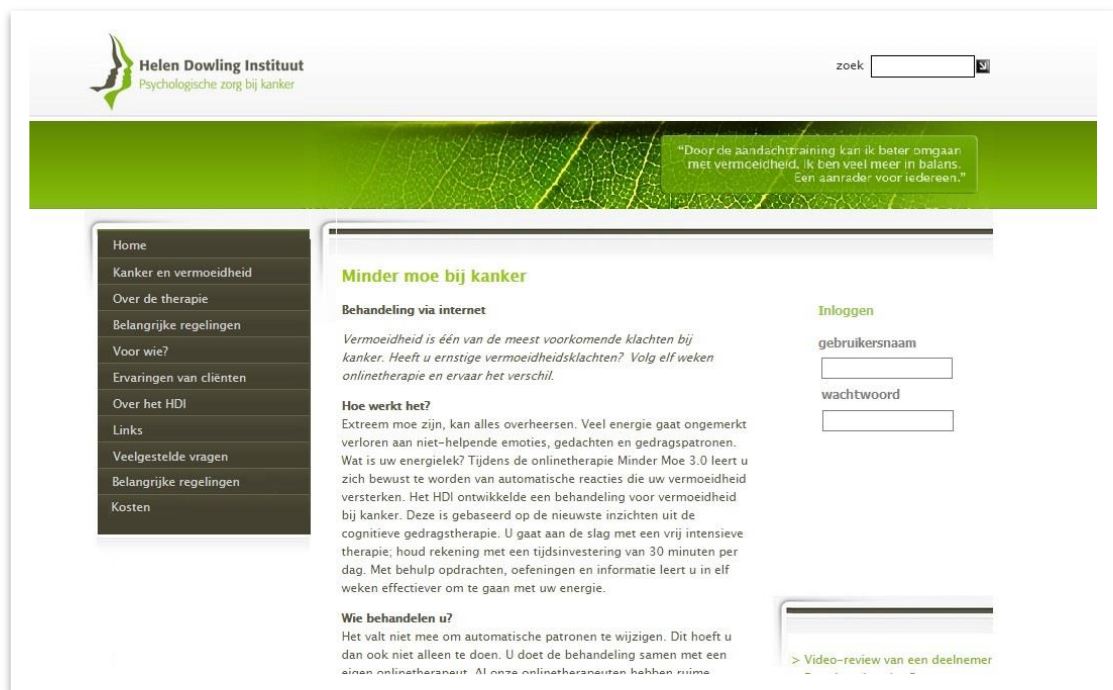 Helen Dowling Instituut
Psychologische zorg bij kanker
zoek
“Door de aandachttraining kan ik beter omgaan
met vermoeidheid. Ik ben veel meer in balans.
Een aanrader voor iedereen.”
Home
Kanker en vermoeidheid
Over de therapie
Belangrijke regelingen
Voor wie?
Ervaringen van cliënten
Over het HDI
Links
Veelgestelde vragen
Belangrijke regelingen
Kosten
Minder moe bij kanker
Behandeling via internet
Vermoeidheid is één van de meest voorkomende klachten bij
kanker. Heeft u ernstige vermoeidheidsklachten? Volg elf weken
onlinetherapie en ervaar het verschil.
Hoe werkt het?
Extreem moe zijn, kan alles overheersen. Veel energie gaat ongemerkt
verloren aan niet-helpende emoties, gedachten en gedragspatronen.
Wat is uw energielek? Tijdens de onlinetherapie Minder Moe 3.0 leert u
zich bewust te worden van automatische reacties die uw vermoeidheid
versterken. Het HDI ontwikkelde een behandeling voor vermoeidheid
bij kanker. Deze is gebaseerd op de nieuwste inzichten uit de
cognitieve gedragstherapie. U gaat aan de slag met een vrij intensieve
therapie; houd rekening met een tijdsinvestering van 30 minuten per
dag. Met behulp opdrachten, oefeningen en informatie leert u in elf
weken effectiever om te gaan met uw energie.
Wie behandelen u?
Het valt niet mee om automatische patronen te wijzigen. Dit hoeft u
dan ook niet alleen te doen. U doet de behandeling samen met een
eigen onlinetherapeut. Al onze onlinetherapeuten hebben ruime
Inloggen
gebruikersnaam
wachtwoord
> Video-review van een deelnemer